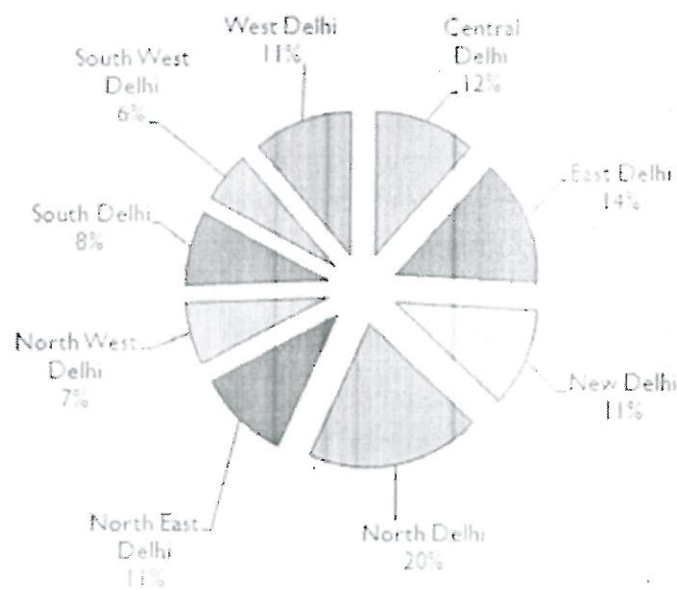 West Delhi
11%
Central
Delhi
12%
South West
Delhi
6%
East Delhi
14%
South Delhi
8%
North West
Delhi
7%
New Delhi
11%
North East
Delhi
11%
North Delhi
20%